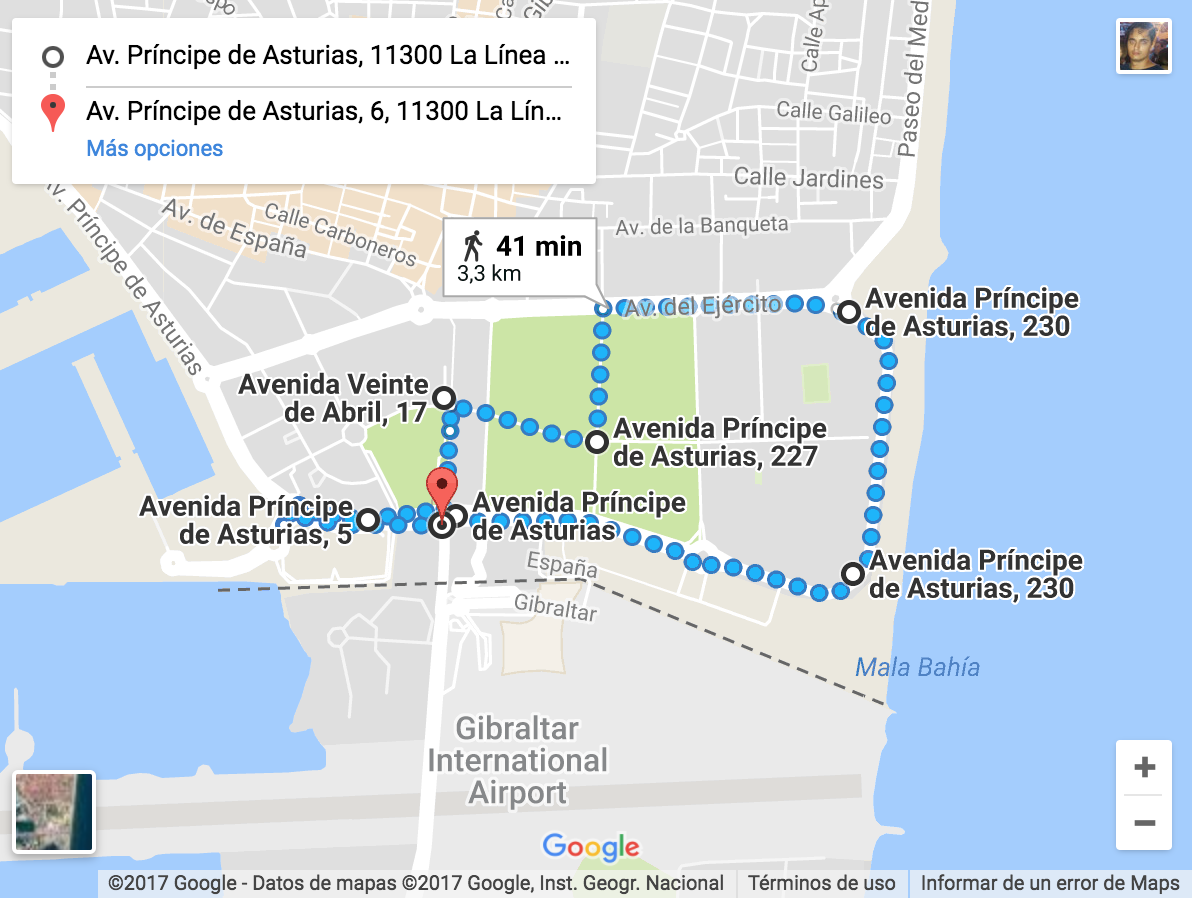 Av. Príncipe de Asturias, 11300 La Línea ...
Av. Príncipe de Asturias, 6, 11300 La Lín...
Más opciones
Paseo del Med
Calle Galileo
Calle Jardines
Av. de la Banqueta
Av. Príncipe de Asturias
Av. de España
Calle Carboneros
41 min
3,3 km
Av. del Ejército
Avenida Príncipe
de Asturias, 230
Avenida Veinte
de Abril, 17
Avenida Príncipe
de Asturias, 227
Avenida Príncipe
de Asturias, 5
Avenida Príncipe
de Asturias
Avenida Príncipe
de Asturias, 230
España
Gibraltar
Mala Bahía
Gibraltar
International
Airport
Google
©2017 Google - Datos de mapas ©2017 Google, Inst. Geogr. Nacional
Términos de uso
Informar de un error de Maps